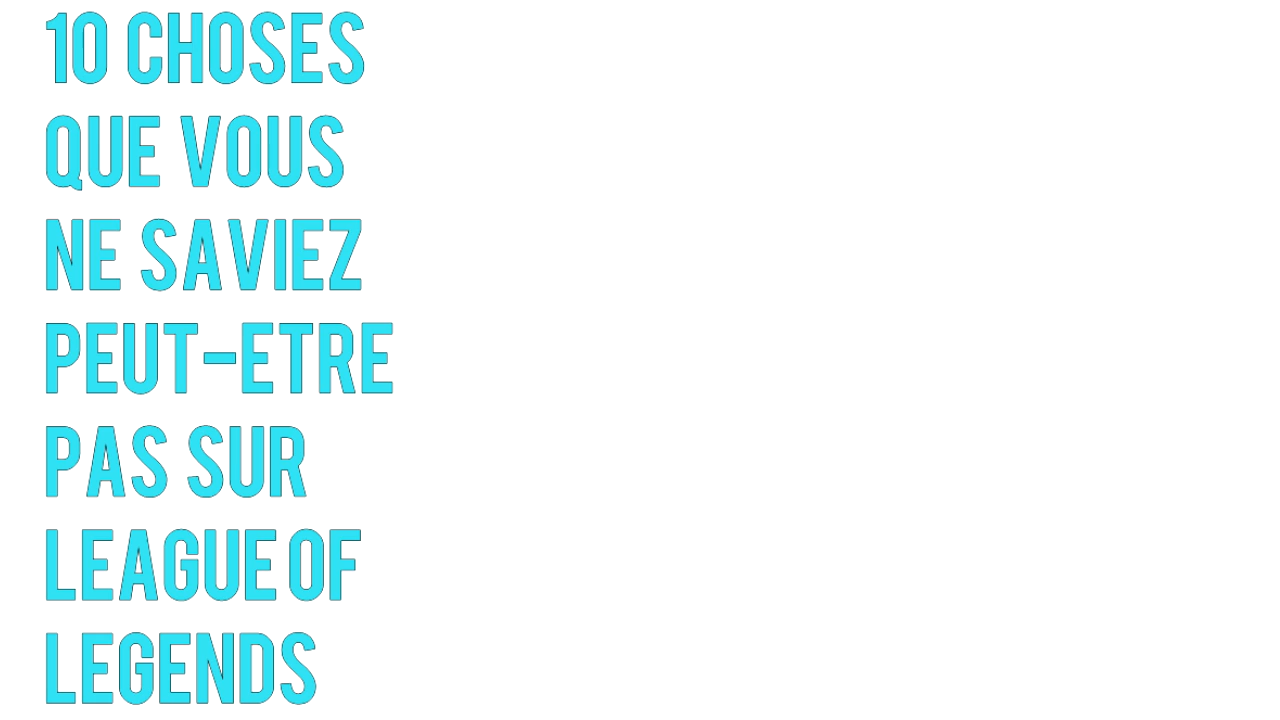 10 CHOSES
QUE VOUS
NE SAVIEZ
PEUT-ETRE
PAS SUR
LEAGUE OF
LEGENDS